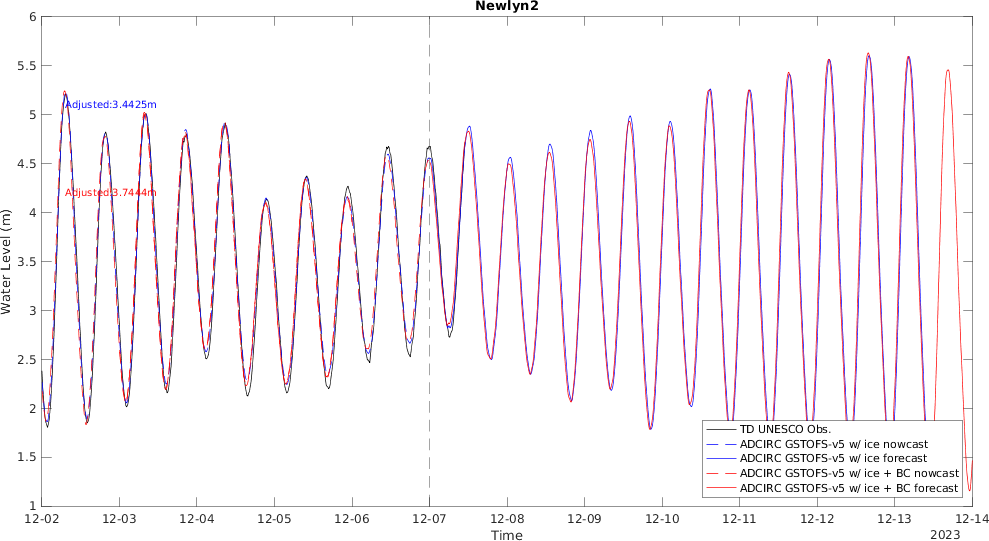 Newlyn2
6
5.5
5
4.5
4
3.5
3
2.5
2
1.5
1
Water Level (m)
Adjusted:3.4425m
Adjusted:3.7444m
TD UNESCO Obs.
ADCIRC GSTOFS-v5 w/ ice nowcast
ADCIRC GSTOFS-v5 w/ ice forecast
ADCIRC GSTOFS-v5 w/ ice + BC nowcast
ADCIRC GSTOFS-v5 w/ ice + BC forecast
12-02 12-03 12-04 12-05 12-06 12-07 12-08 12-09 12-10 12-11 12-12 12-13 12-14
Time
2023